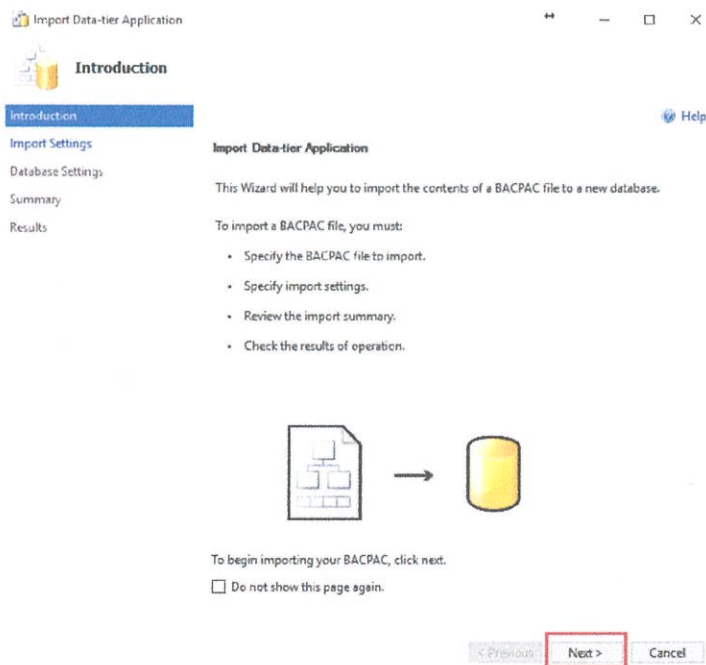 Import Data-tier Application
Introduction
Introduction
Help
Import Settings
Database Settings
Summary
Results
Import Data-tier Application
This Wizard will help you to import the contents of a BACPAC file to a new database.
To import a BACPAC file, you must:
• Specify the BACPAC file to import.
• Specify import settings.
• Review the import summary.
• Check the results of operation.
To begin importing your BACPAC, click next.
Do not show this page again.
< Previous Next > Cancel